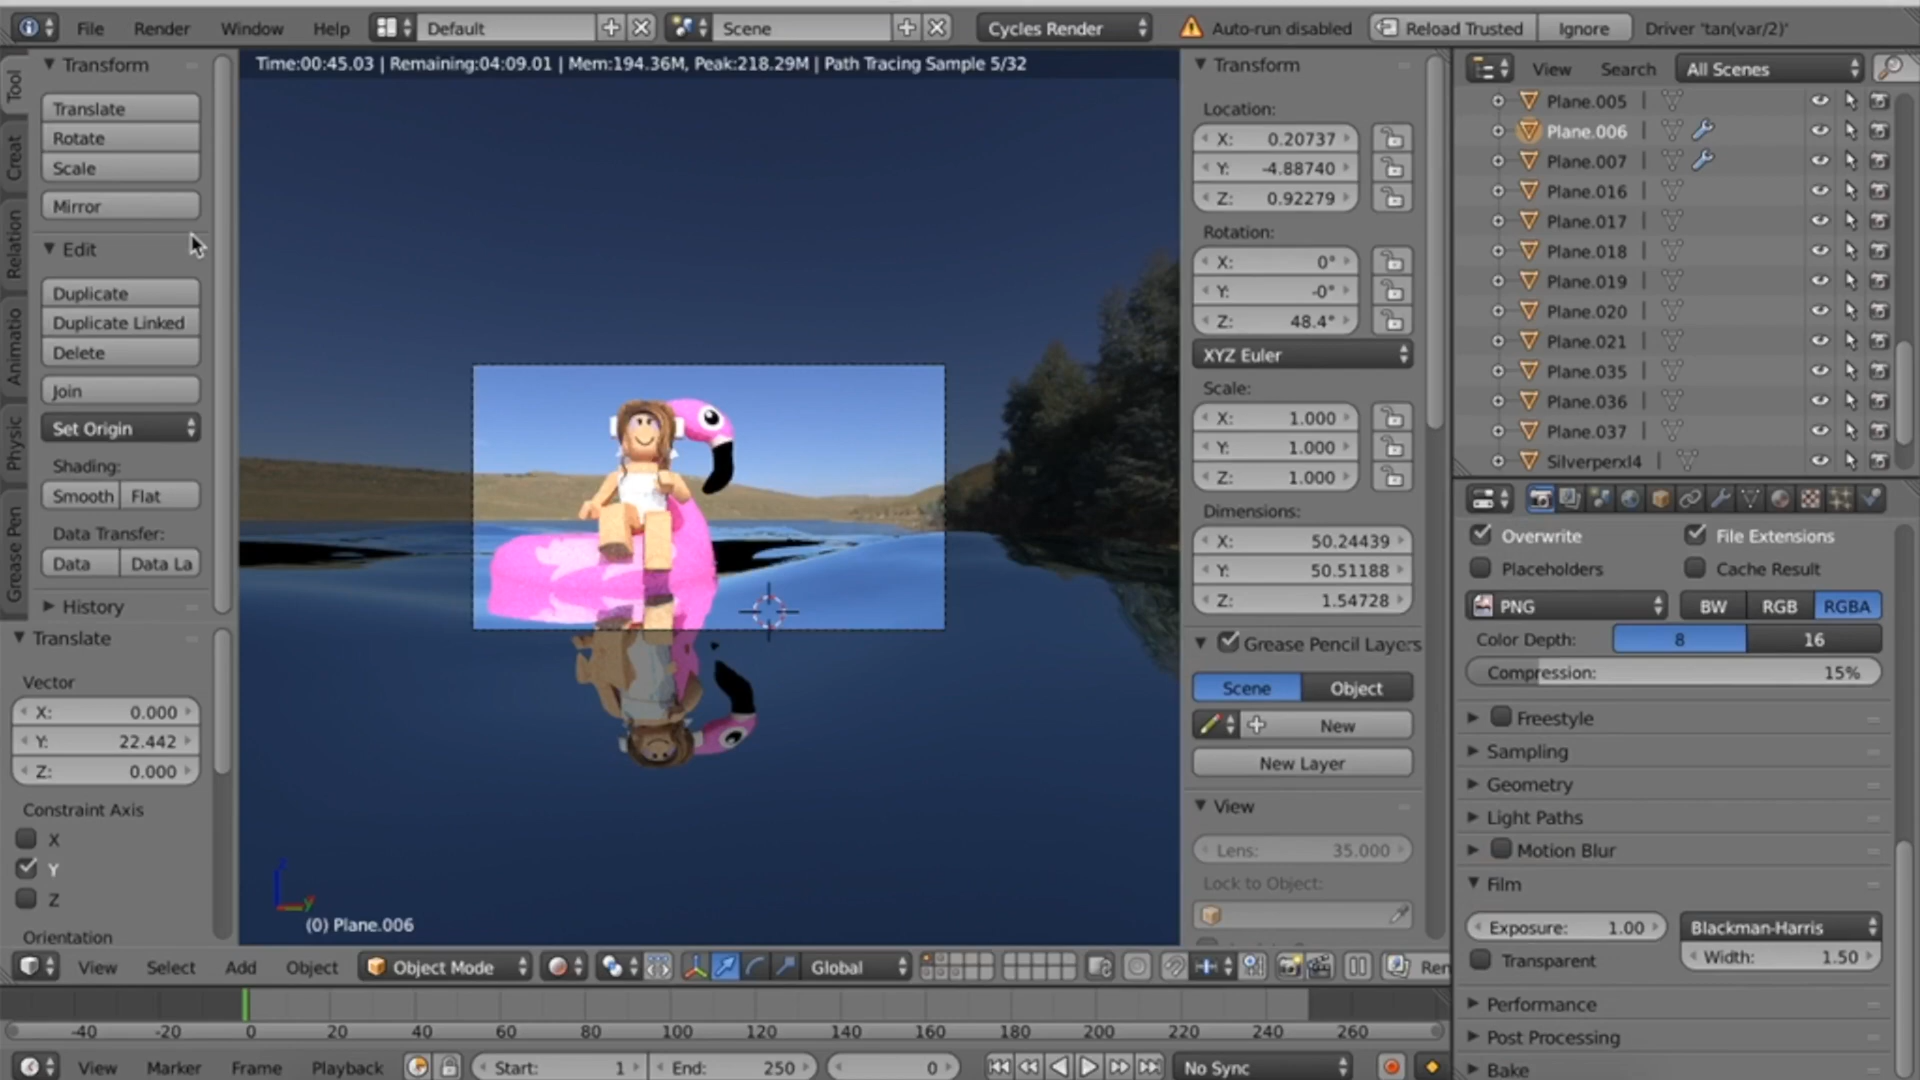 File Render Window Help Default Scene Cycles Render Auto-run disabled Reload Trusted Ignore Driver 'tan(var/2)'
Time:00:45.03 | Remaining:04:09.01 | Mem:194.36M, Peak:218.29M | Path Tracing Sample 5/32
Tool
Creat
Relation
Animatio
Physic
Grease Pen
Transform
Translate
Rotate
Scale
Mirror
Edit
Duplicate
Duplicate Linked
Delete
Join
Set Origin
Shading:
Smooth Flat
Data Transfer:
Data Data La
History
Translate
Vector
X: 0.000
Y: 22.442
Z: 0.000
Constraint Axis
X
Y
Z
Orientation
(0) Plane.006
Transform
Location:
X: 0.20737
Y: -4.88740
Z: 0.92279
Rotation:
X: 0°
Y: -0°
Z: 48.4°
XYZ Euler
Scale:
X: 1.000
Y: 1.000
Z: 1.000
Dimensions:
X: 50.24439
Y: 50.51188
Z: 1.54728
Grease Pencil Layers
Scene Object
New
New Layer
View
Lens: 35.000
Lock to Object:
View Search All Scenes
Plane.005
Plane.006
Plane.007
Plane.016
Plane.017
Plane.018
Plane.019
Plane.020
Plane.021
Plane.035
Plane.036
Plane.037
Silverperxl4
Overwrite File Extensions
Placeholders Cache Result
PNG BW RGB RGBA
Color Depth: 8 16
Compression: 15%
Freestyle
Sampling
Geometry
Light Paths
Motion Blur
Film
Exposure: 1.00 Blackman-Harris
Transparent Width: 1.50
Performance
Post Processing
Bake
View Select Add Object Object Mode Global Ren
-40 -20 0 20 40 60 80 100 120 140 160 180 200 220 240 260
View Marker Frame Playback Start: 1 End: 250 0 No Sync